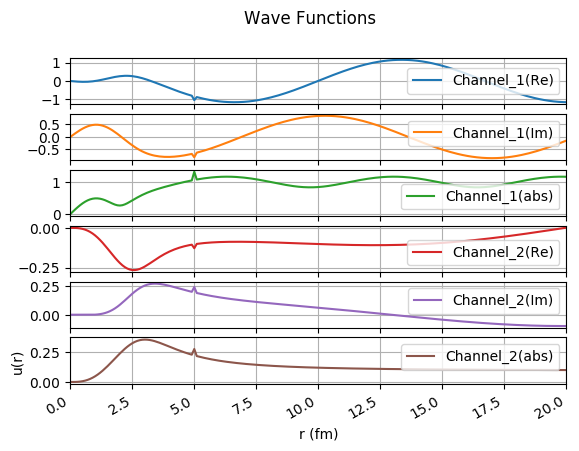 Wave Functions
1
0
−1
Channel_1(Re)
0.5
0.0
−0.5
Channel_1(Im)
1
0
Channel_1(abs)
0.00
−0.25
Channel_2(Re)
0.25
0.00
Channel_2(Im)
0.25
0.00
Channel_2(abs)
u(r)
0.0 2.5 5.0 7.5 10.0 12.5 15.0 17.5 20.0
r (fm)